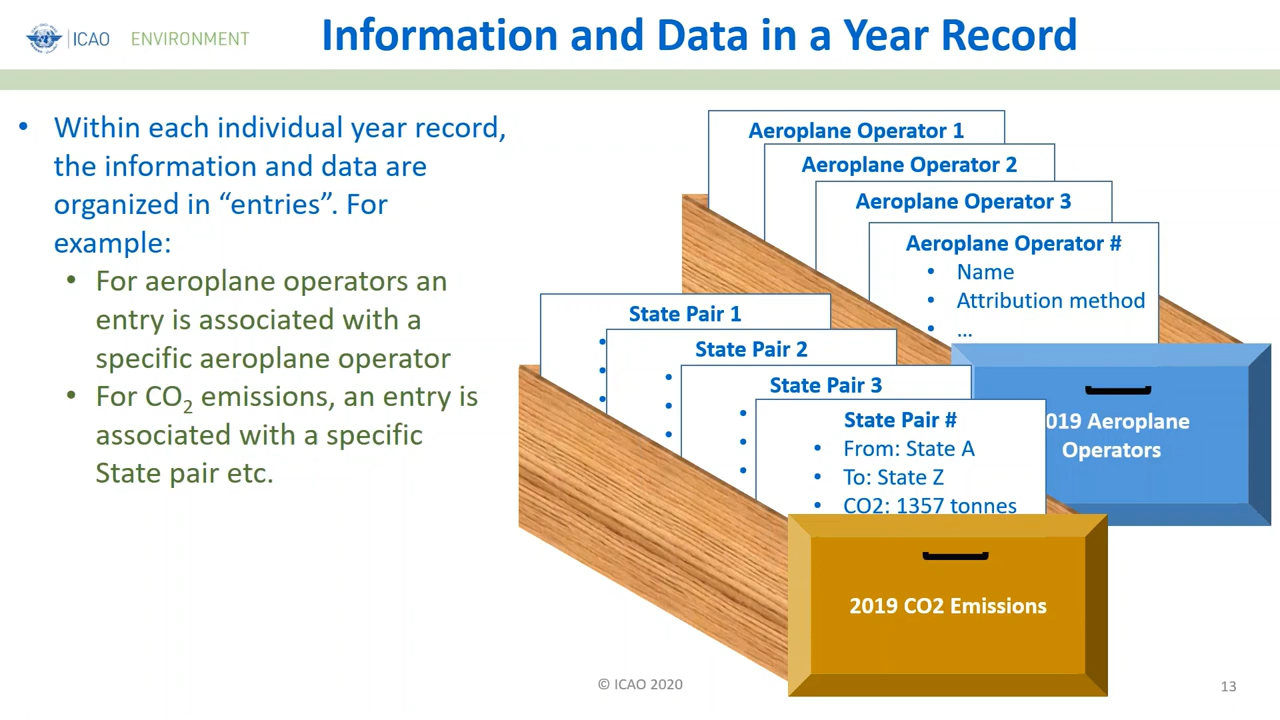 ICAO ENVIRONMENT
Information and Data in a Year Record
• Within each individual year record,
the information and data are
organized in “entries”. For
example:
• For aeroplane operators an
entry is associated with a
specific aeroplane operator
• For CO₂ emissions, an entry is
associated with a specific
State pair etc.
Aeroplane Operator 1
Aeroplane Operator 2
Aeroplane Operator 3
Aeroplane Operator #
• Name
• Attribution method
• ...
State Pair 1
State Pair 2
State Pair 3
State Pair #
• From: State A
• To: State Z
• CO2: 1357 tonnes
019 Aeroplane
Operators
2019 CO2 Emissions
© ICAO 2020
13